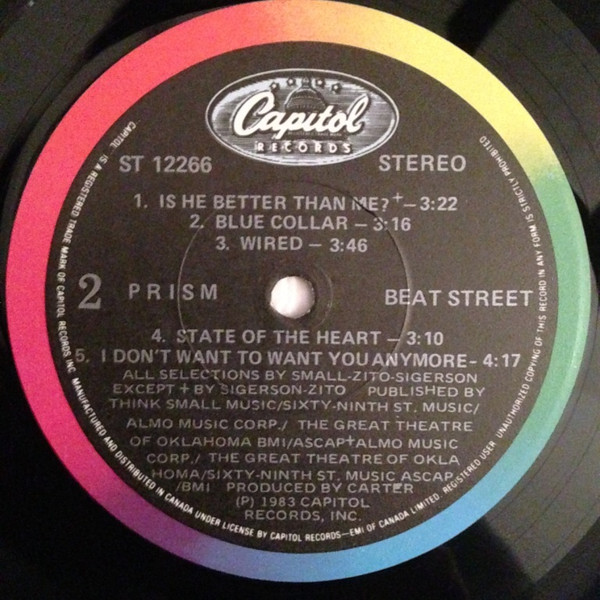 Capitol
RECORDS
ST 12266
STEREO
1. IS HE BETTER THAN ME?+ – 3:22
2. BLUE COLLAR – 3:16
3. WIRED – 3:46
2
PRISM
BEAT STREET
4. STATE OF THE HEART – 3:10
5. I DON'T WANT TO WANT YOU ANYMORE- 4:17
ALL SELECTIONS BY SMALL-ZITO-SIGERSON
EXCEPT + BY SIGERSON-ZITO PUBLISHED BY
THINK SMALL MUSIC/SIXTY-NINTH ST. MUSIC/
ALMO MUSIC CORP./ THE GREAT THEATRE
OF OKLAHOMA BMI/ASCAP+ALMO MUSIC
CORP./ THE GREAT THEATRE OF OKLA
HOMA/SIXTY-NINTH ST. MUSIC ASCAP
/BMI PRODUCED BY CARTER
(P) 1983 CAPITOL
RECORDS, INC.
CAPITOL IS A REGISTERED TRADE MARK OF CAPITOL RECORDS INC. MANUFACTURED AND DISTRIBUTED IN CANADA UNDER LICENSE BY CAPITOL RECORDS—EMI OF CANADA LIMITED. REGISTERED USER. UNAUTHORIZED COPYING OF THIS RECORD IN ANY FORM IS STRICTLY PROHIBITED